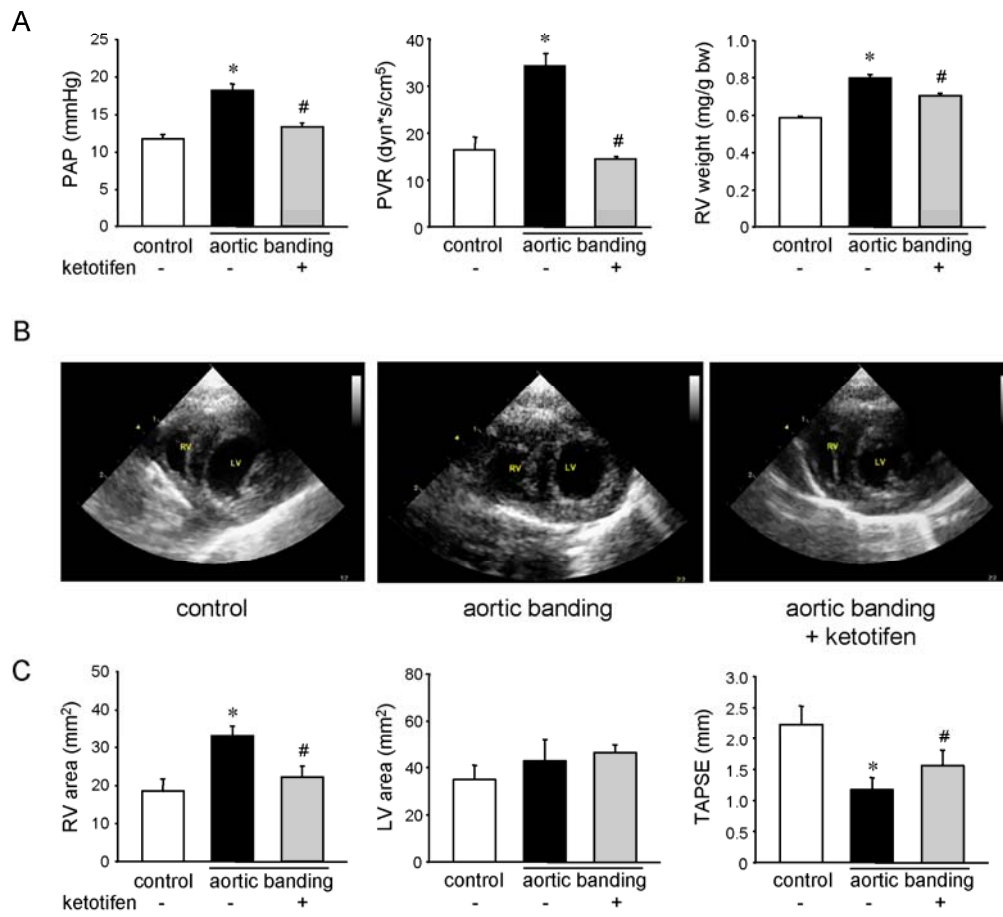 A
PAP (mmHg)
25
20
15
10
5
0
*
#
control
aortic banding
ketotifen
-
-
+
PVR (dyn*s/cm⁵)
40
30
20
10
0
*
#
control
aortic banding
-
-
+
RV weight (mg/g bw)
1.0
0.8
0.6
0.4
0.2
0
*
#
control
aortic banding
-
-
+
B
RV
LV
control
RV
LV
aortic banding
RV
LV
aortic banding
+ ketotifen
C
RV area (mm²)
50
40
30
20
10
0
*
#
control
aortic banding
ketotifen
-
-
+
LV area (mm²)
80
60
40
20
0
control
aortic banding
-
-
+
TAPSE (mm)
2.5
2.0
1.5
1.0
0.5
0
*
#
control
aortic banding
-
-
+